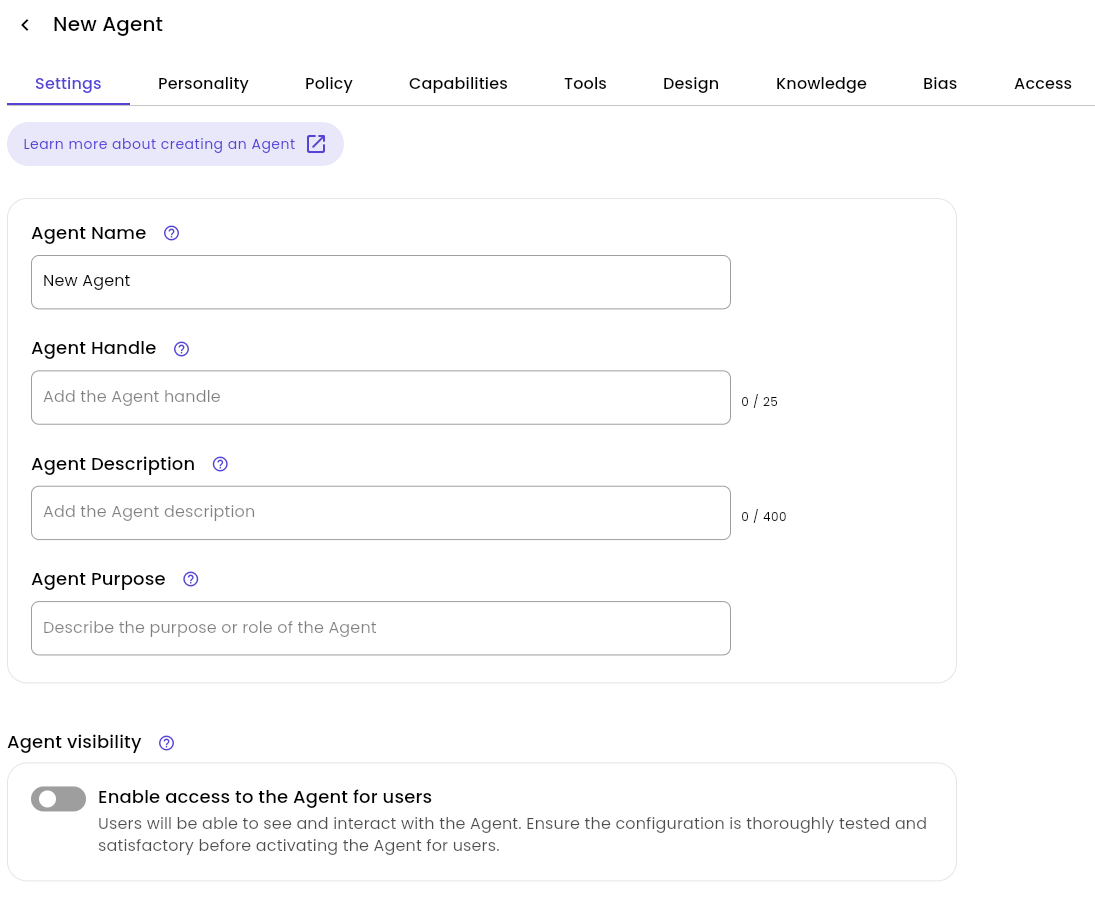 New Agent
Settings Personality Policy Capabilities Tools Design Knowledge Bias Access
Learn more about creating an Agent
Agent Name
New Agent
Agent Handle
Add the Agent handle
0 / 25
Agent Description
Add the Agent description
0 / 400
Agent Purpose
Describe the purpose or role of the Agent
Agent visibility
Enable access to the Agent for users
Users will be able to see and interact with the Agent. Ensure the configuration is thoroughly tested and
satisfactory before activating the Agent for users.